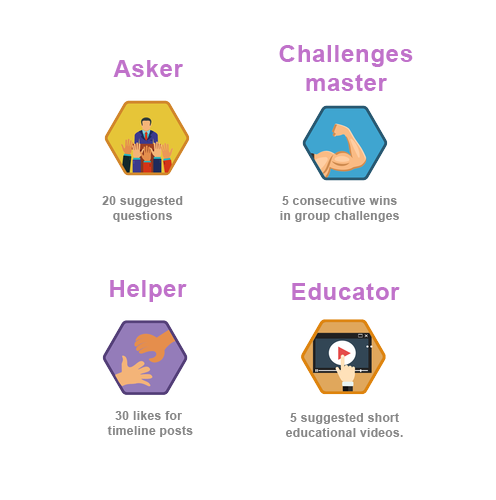 Asker
20 suggested
questions
Challenges
master
5 consecutive wins
in group challenges
Helper
30 likes for
timeline posts
Educator
5 suggested short
educational videos.